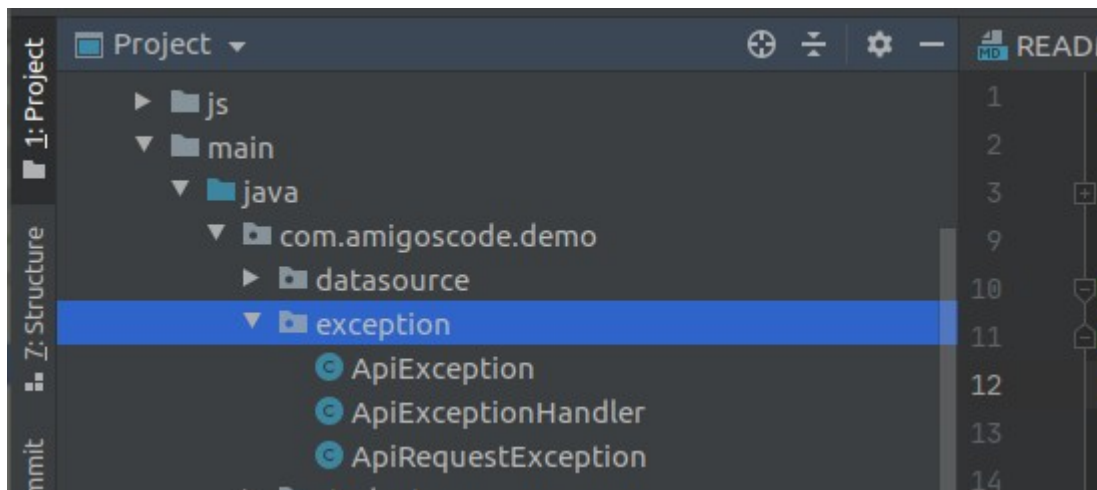 Project
READ
1: Project
js
main
java
com.amigoscode.demo
datasource
exception
ApiException
ApiExceptionHandler
ApiRequestException
7: Structure
mmit
1
2
3
9
10
11
12
13
14